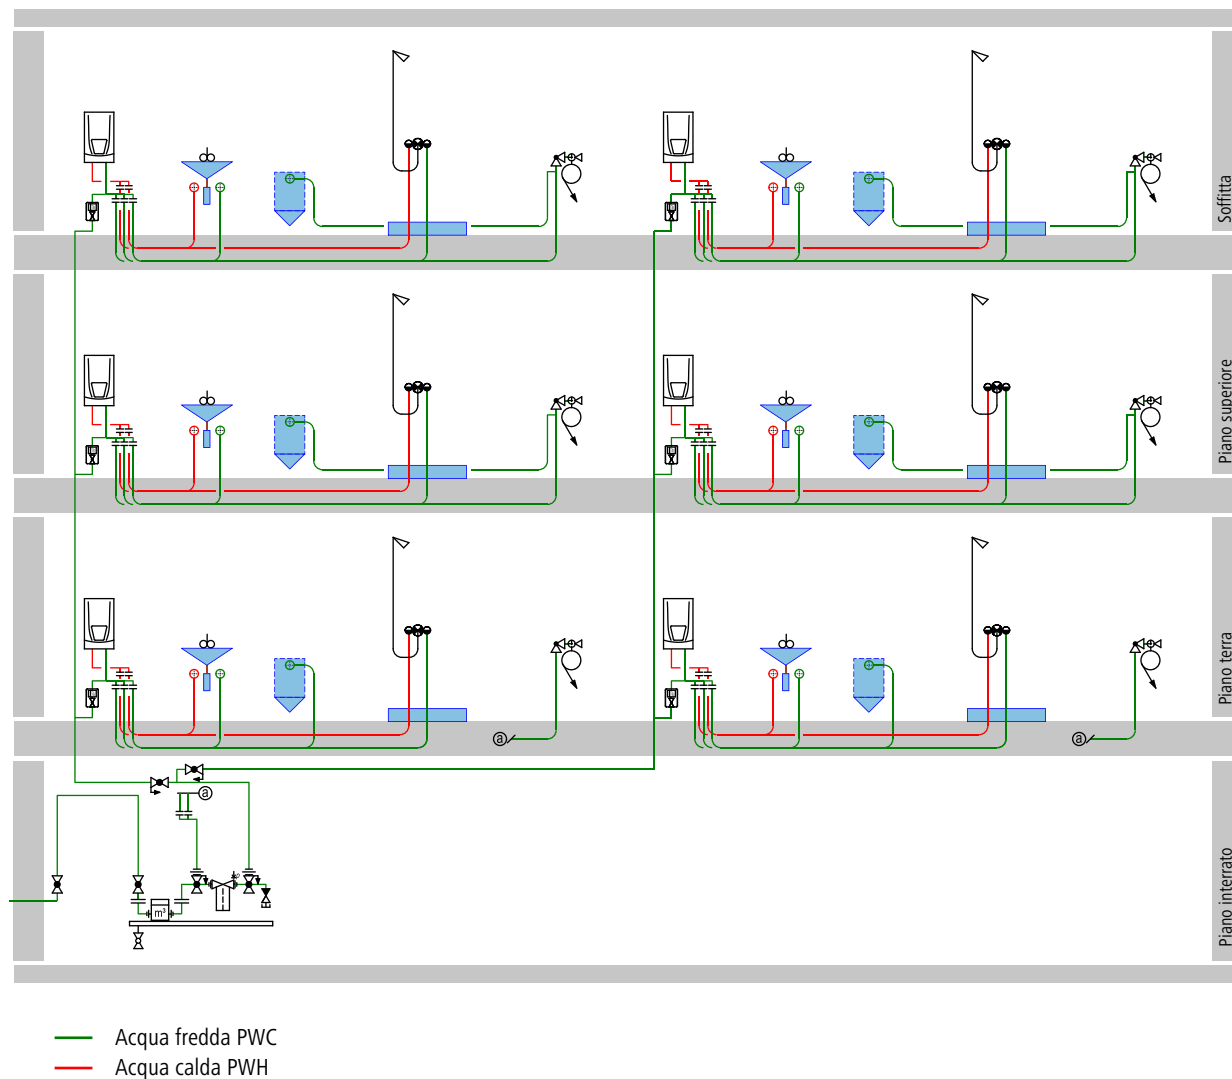 Soffitta
Piano superiore
Piano terra
a
a
a
m³
Piano interrato
Acqua fredda PWC
Acqua calda PWH